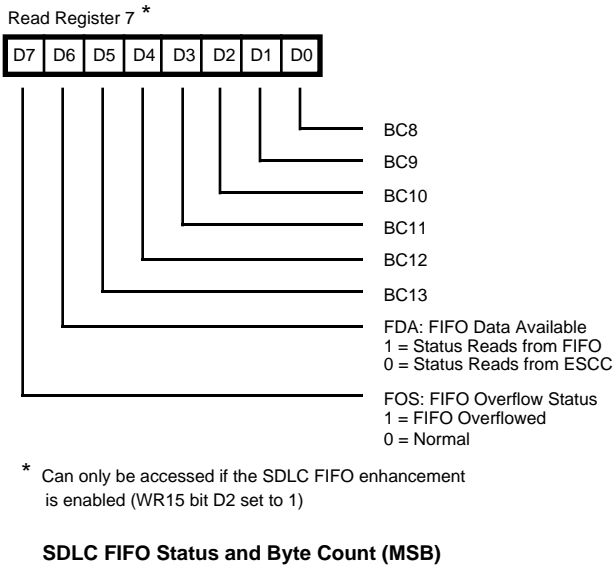 Read Register 7 *
D7 D6 D5 D4 D3 D2 D1 D0
BC8
BC9
BC10
BC11
BC12
BC13
FDA: FIFO Data Available
1 = Status Reads from FIFO
0 = Status Reads from ESCC
FOS: FIFO Overflow Status
1 = FIFO Overflowed
0 = Normal
* Can only be accessed if the SDLC FIFO enhancement
is enabled (WR15 bit D2 set to 1)
SDLC FIFO Status and Byte Count (MSB)